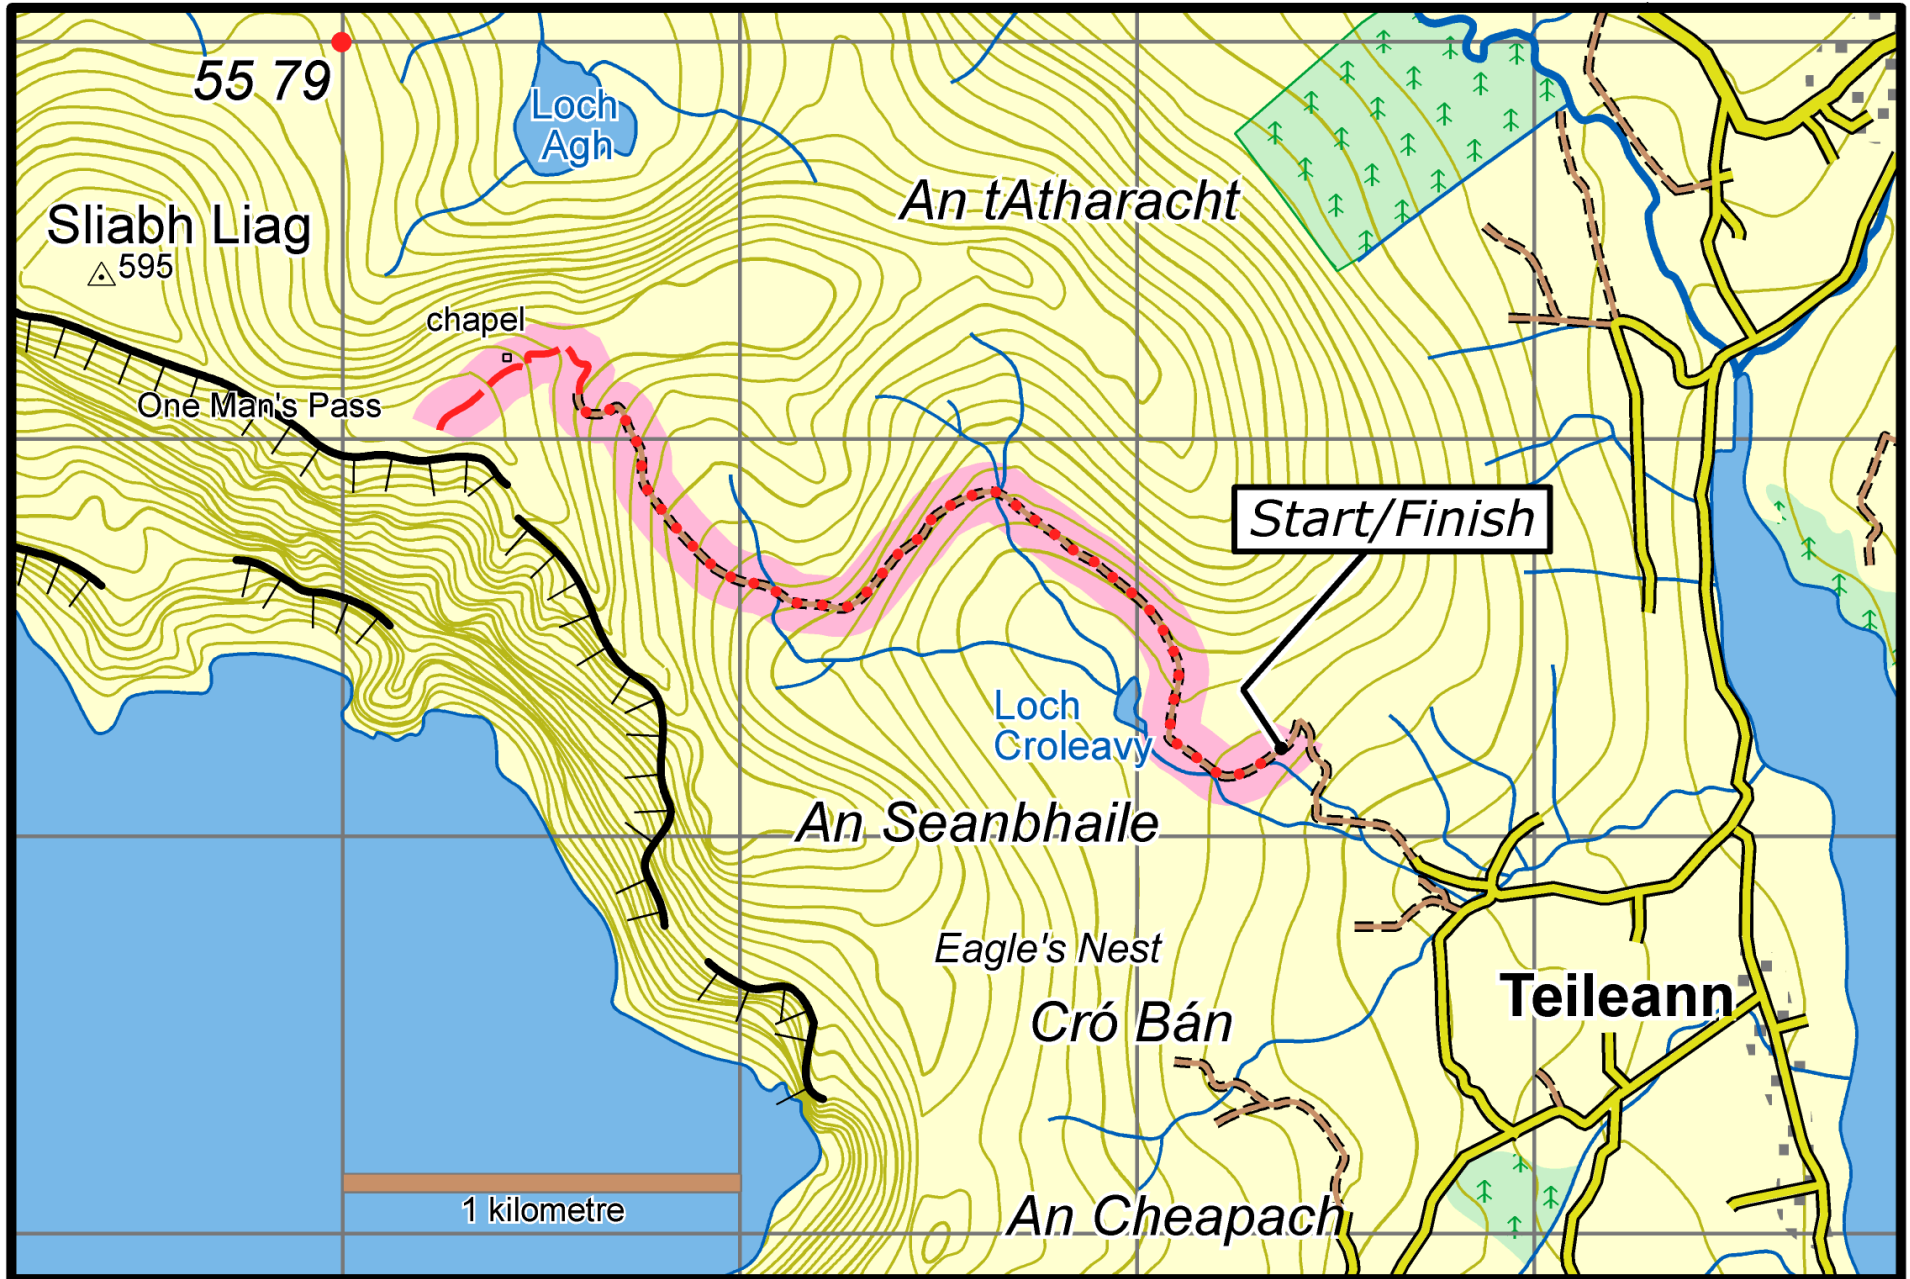 55 79
Loch
Agh
An tAtharacht
Sliabh Liag
595
chapel
One Man's Pass
Start/Finish
Loch
Croleavy
An Seanbhaile
Eagle's Nest
Teileann
Cró Bán
1 kilometre
An Cheapach